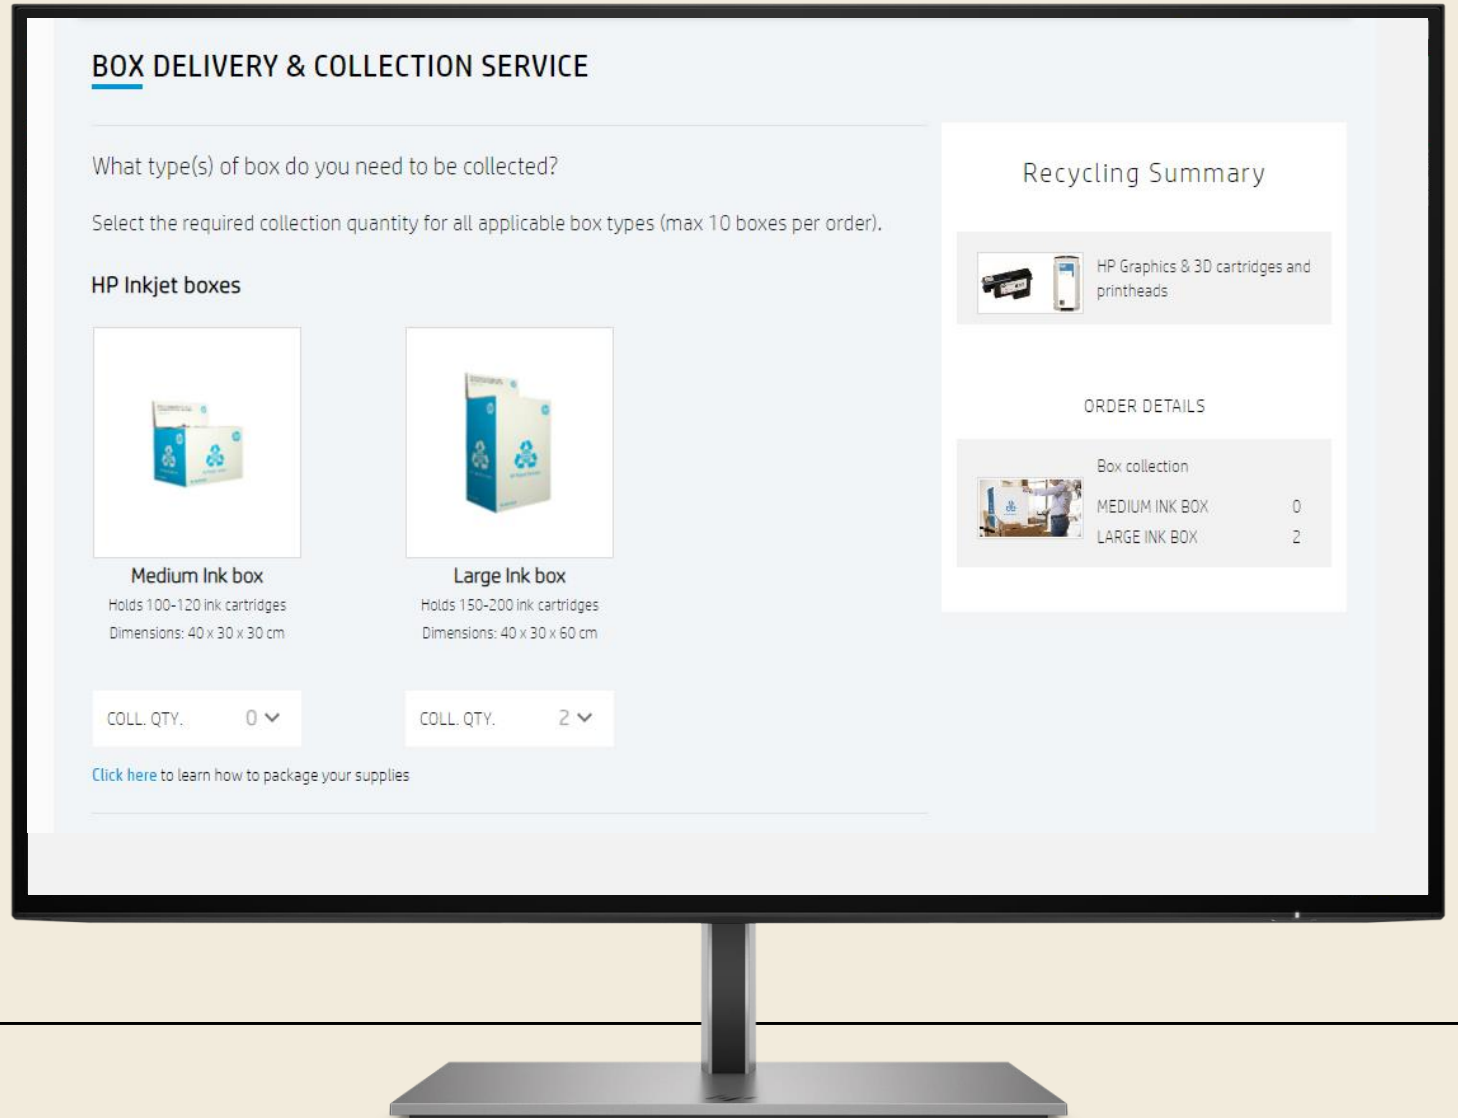 BOX DELIVERY & COLLECTION SERVICE
What type(s) of box do you need to be collected?
Select the required collection quantity for all applicable box types (max 10 boxes per order).
HP Inkjet boxes
Medium Ink box
Holds 100-120 ink cartridges
Dimensions: 40 x 30 x 30 cm
COLL. QTY. 0
Large Ink box
Holds 150-200 ink cartridges
Dimensions: 40 x 30 x 60 cm
COLL. QTY. 2
Click here to learn how to package your supplies
Recycling Summary
HP Graphics & 3D cartridges and
printheads
ORDER DETAILS
Box collection
MEDIUM INK BOX 0
LARGE INK BOX 2